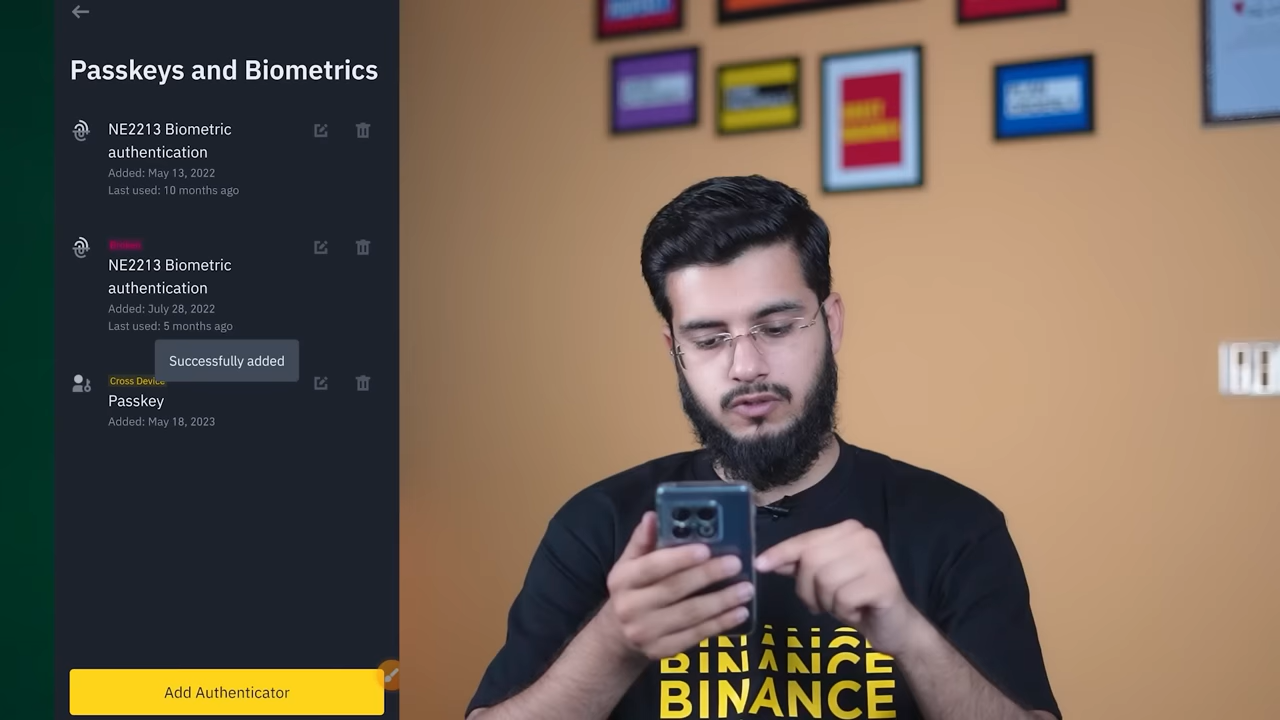 Passkeys and Biometrics
NE2213 Biometric
authentication
Added: May 13, 2022
Last used: 10 months ago
NE2213 Biometric
authentication
Added: July 28, 2022
Last used: 5 months ago
Successfully added
Cross Device
Passkey
Added: May 18, 2023
Add Authenticator
BINANCE
BINANCE
BINANCE